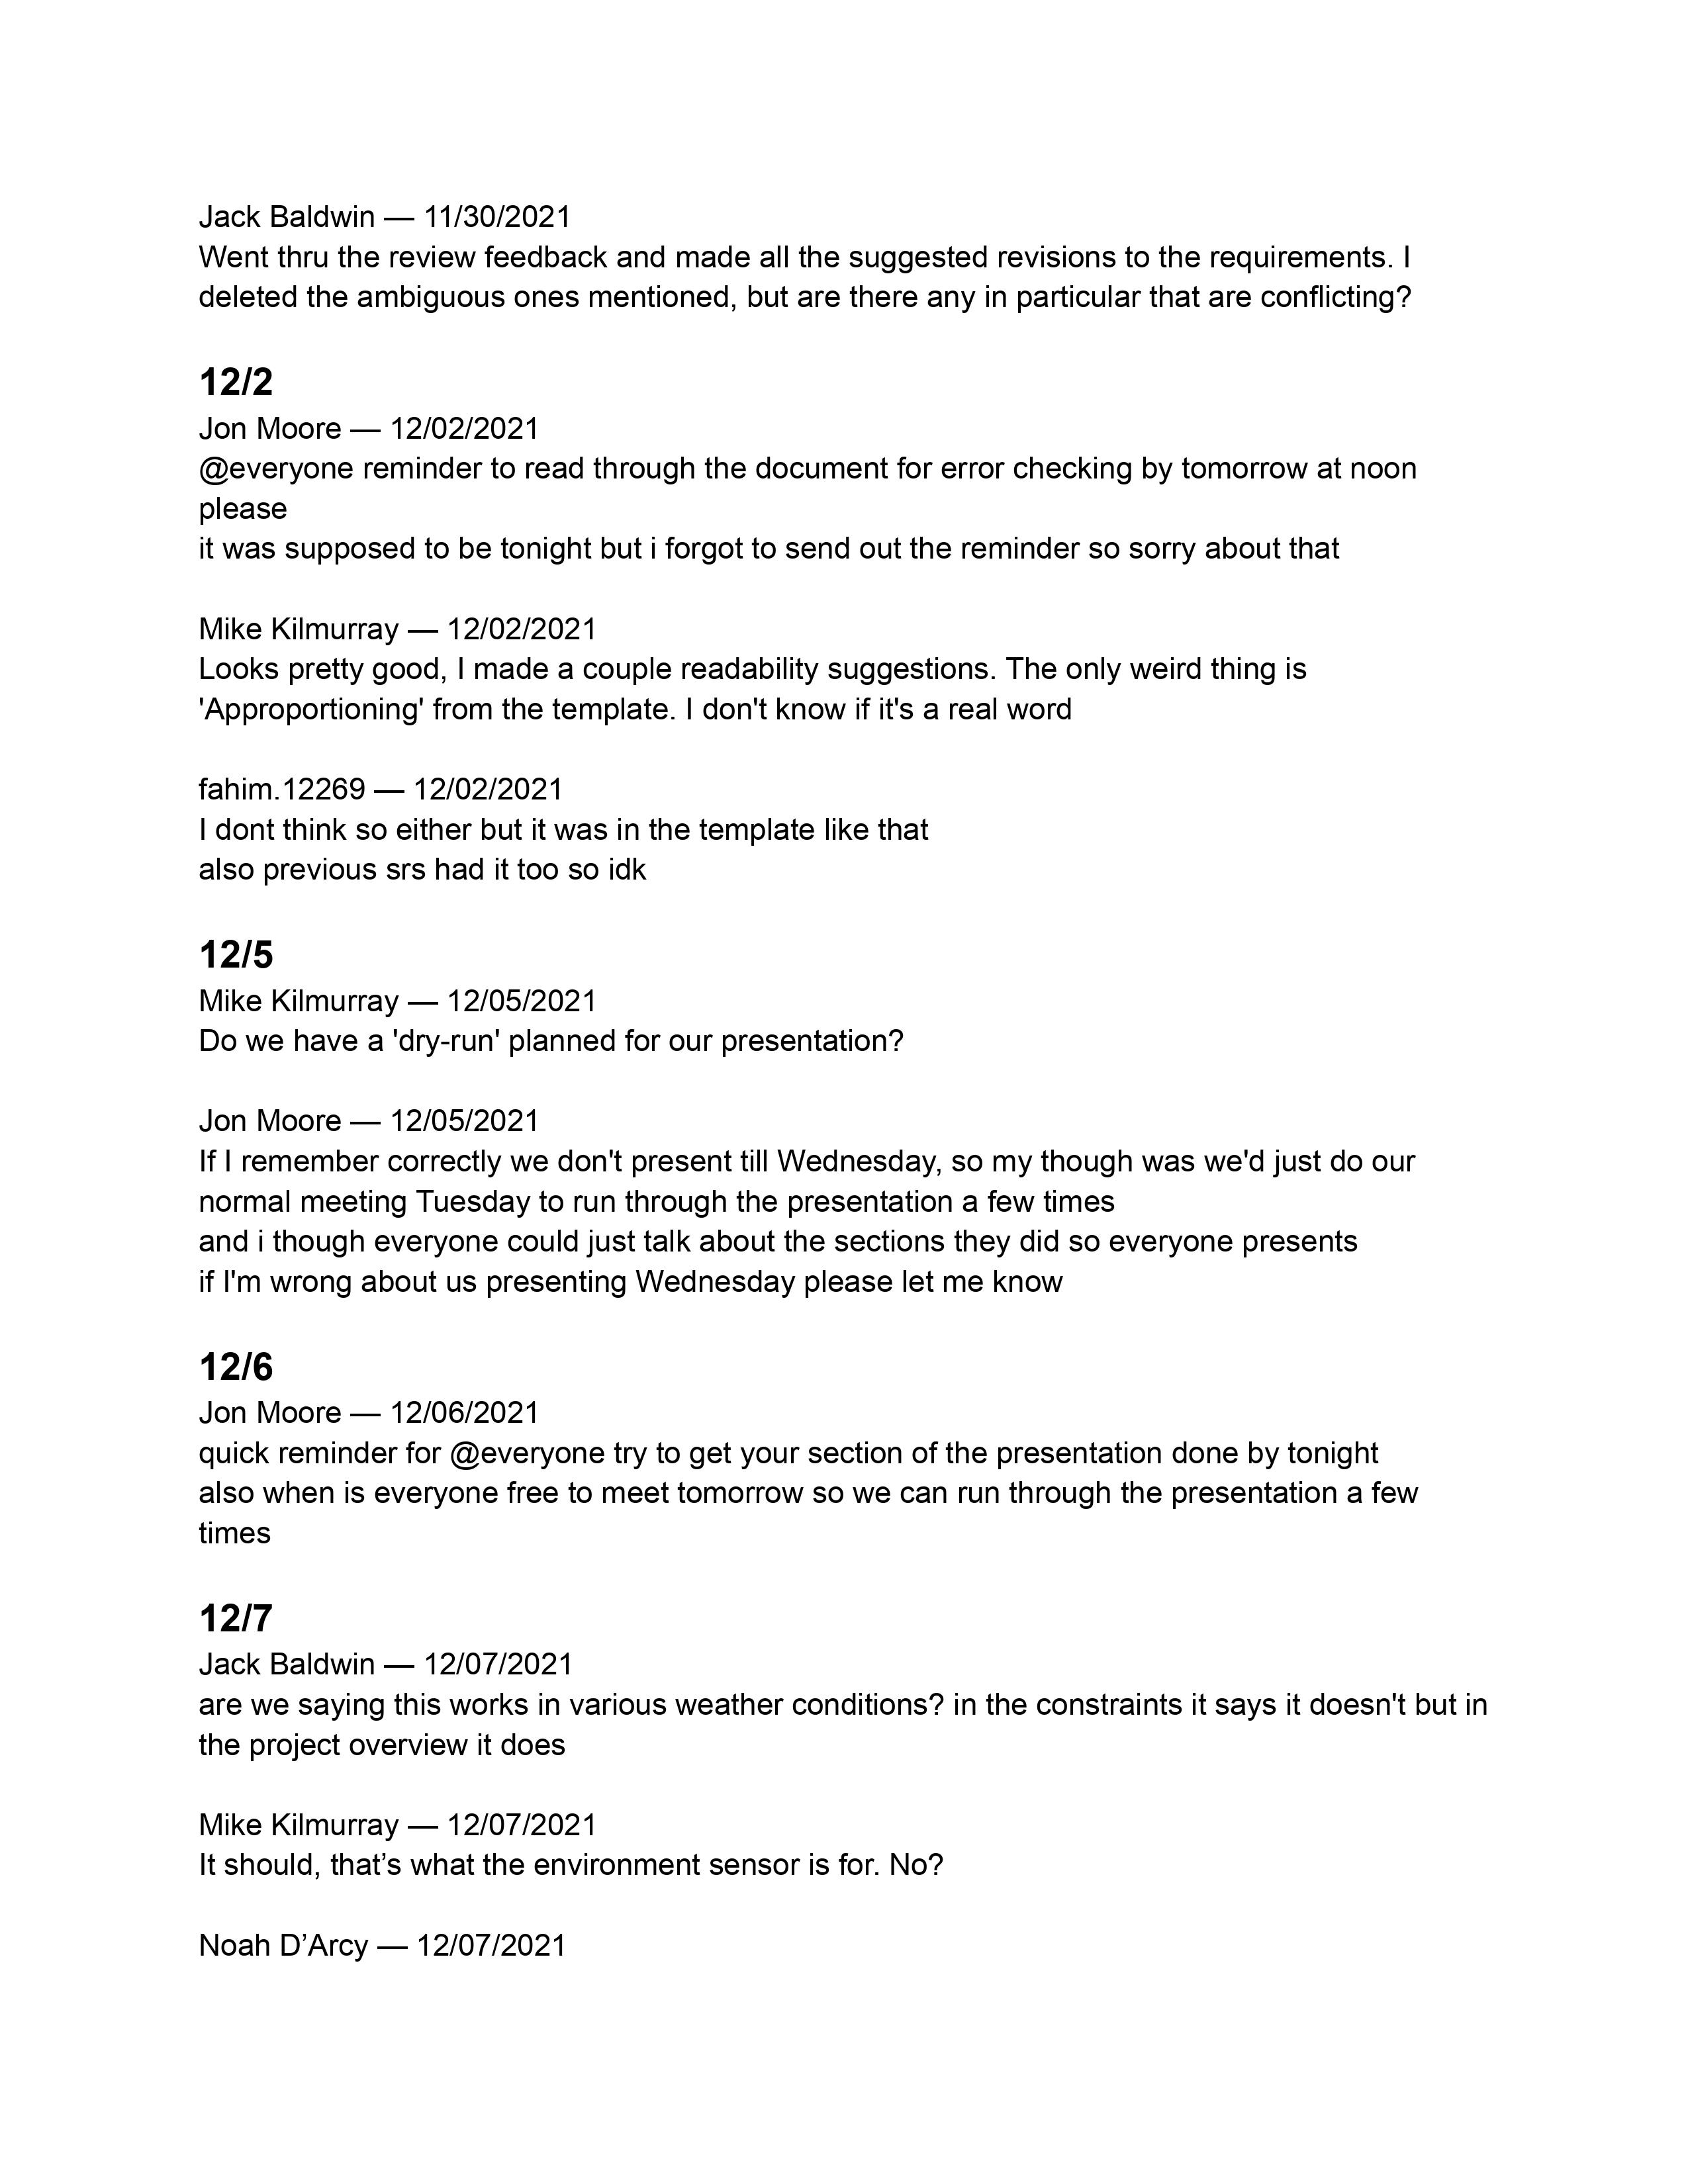 Jack Baldwin — 11/30/2021
Went thru the review feedback and made all the suggested revisions to the requirements. I
deleted the ambiguous ones mentioned, but are there any in particular that are conflicting?
12/2
Jon Moore — 12/02/2021
@everyone reminder to read through the document for error checking by tomorrow at noon
please
it was supposed to be tonight but i forgot to send out the reminder so sorry about that
Mike Kilmurray — 12/02/2021
Looks pretty good, I made a couple readability suggestions. The only weird thing is
'Approportioning' from the template. I don't know if it's a real word
fahim.12269 — 12/02/2021
I dont think so either but it was in the template like that
also previous srs had it too so idk
12/5
Mike Kilmurray — 12/05/2021
Do we have a 'dry-run' planned for our presentation?
Jon Moore — 12/05/2021
If I remember correctly we don't present till Wednesday, so my though was we'd just do our
normal meeting Tuesday to run through the presentation a few times
and i though everyone could just talk about the sections they did so everyone presents
if I'm wrong about us presenting Wednesday please let me know
12/6
Jon Moore — 12/06/2021
quick reminder for @everyone try to get your section of the presentation done by tonight
also when is everyone free to meet tomorrow so we can run through the presentation a few
times
12/7
Jack Baldwin — 12/07/2021
are we saying this works in various weather conditions? in the constraints it says it doesn't but in
the project overview it does
Mike Kilmurray — 12/07/2021
It should, that’s what the environment sensor is for. No?
Noah D’Arcy — 12/07/2021